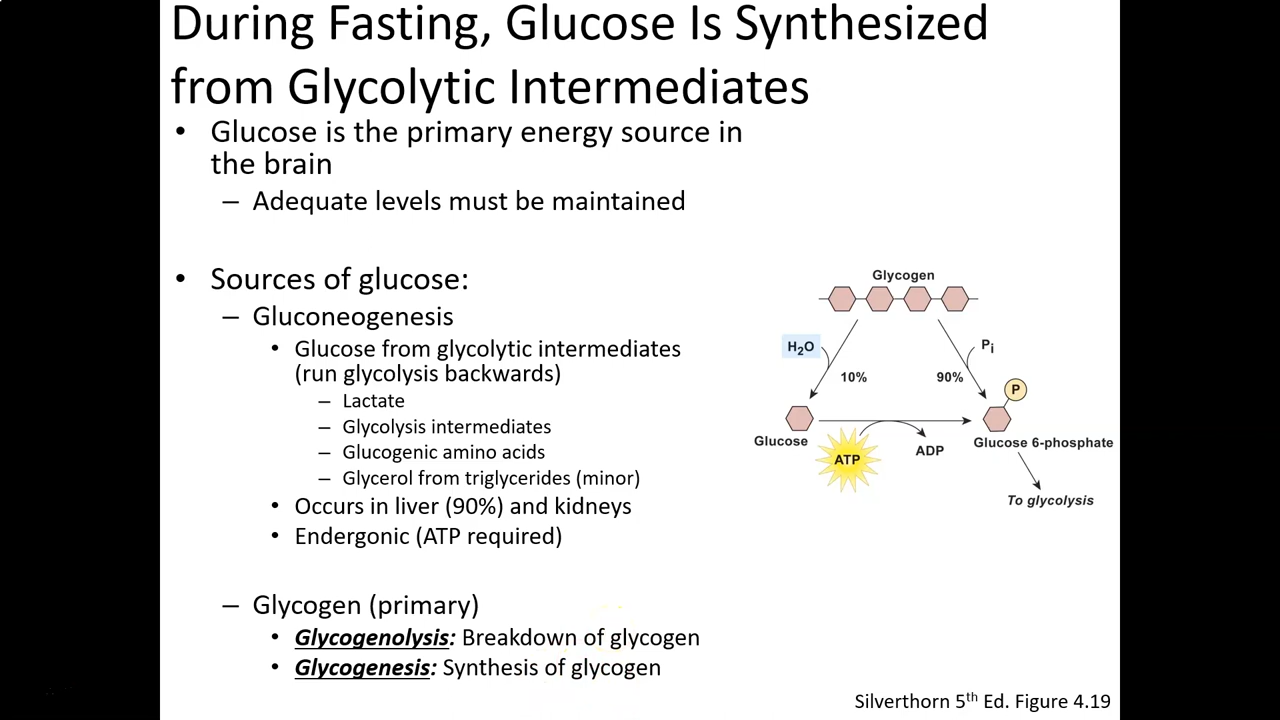 During Fasting, Glucose Is Synthesized
from Glycolytic Intermediates
• Glucose is the primary energy source in
the brain
– Adequate levels must be maintained
• Sources of glucose:
– Gluconeogenesis
• Glucose from glycolytic intermediates
(run glycolysis backwards)
– Lactate
– Glycolysis intermediates
– Glucogenic amino acids
– Glycerol from triglycerides (minor)
• Occurs in liver (90%) and kidneys
• Endergonic (ATP required)
– Glycogen (primary)
• Glycogenolysis: Breakdown of glycogen
• Glycogenesis: Synthesis of glycogen
Glycogen
H₂O
Pᵢ
10%
90%
P
Glucose
Glucose 6-phosphate
ATP
ADP
To glycolysis
Silverthorn 5ᵗʰ Ed. Figure 4.19